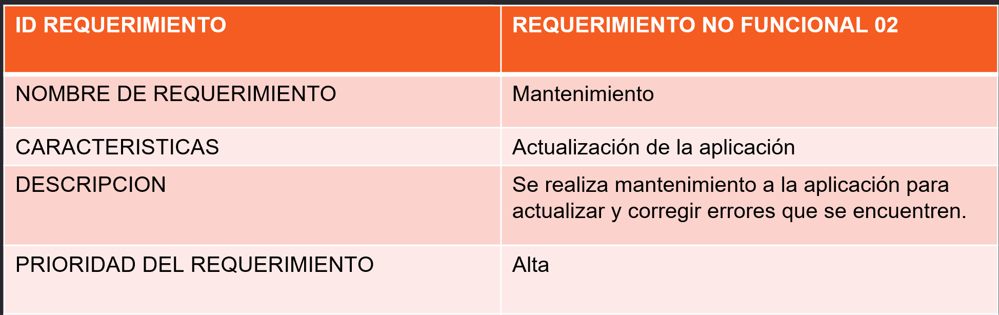 ID REQUERIMIENTO
REQUERIMIENTO NO FUNCIONAL 02
NOMBRE DE REQUERIMIENTO
Mantenimiento
CARACTERISTICAS
Actualización de la aplicación
DESCRIPCION
Se realiza mantenimiento a la aplicación para
actualizar y corregir errores que se encuentren.
PRIORIDAD DEL REQUERIMIENTO
Alta